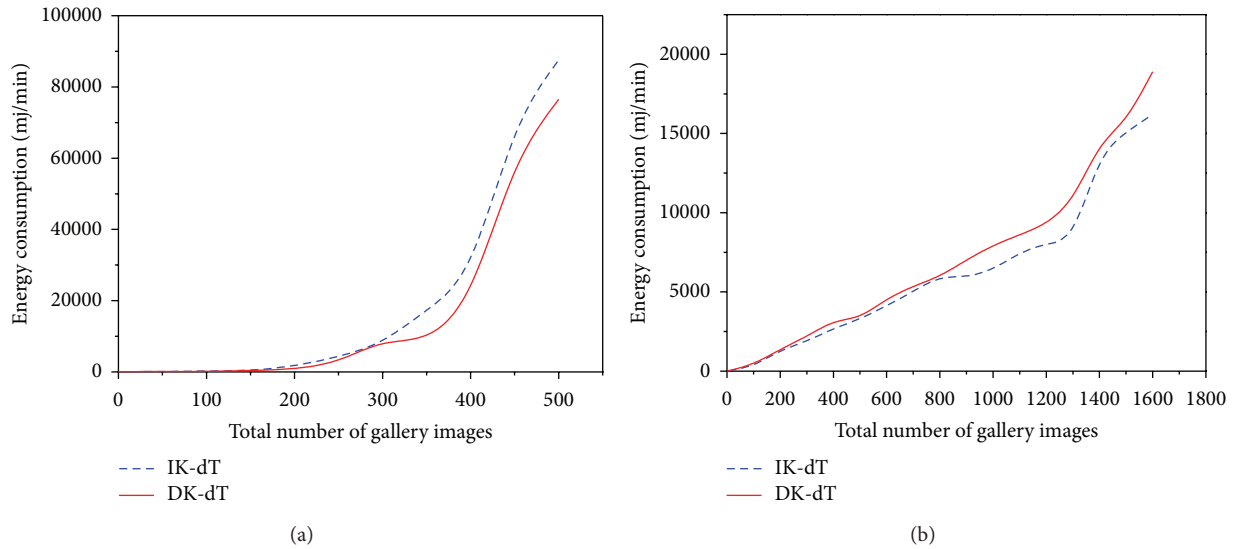 100000
80000
60000
40000
20000
0
Energy consumption (mj/min)
0 100 200 300 400 500
Total number of gallery images
IK-dT
DK-dT
(a)
20000
15000
10000
5000
0
Energy consumption (mj/min)
0 200 400 600 800 1000 1200 1400 1600 1800
Total number of gallery images
IK-dT
DK-dT
(b)